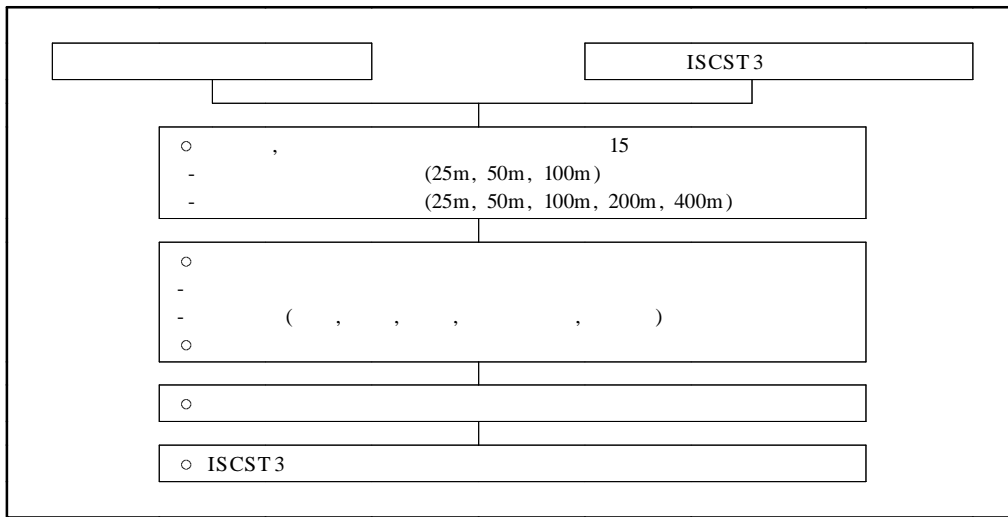 ISCST3
○ , 15
- (25m, 50m, 100m)
- (25m, 50m, 100m, 200m, 400m)
○
-
- ( , , , , )
○
○
○ ISCST3